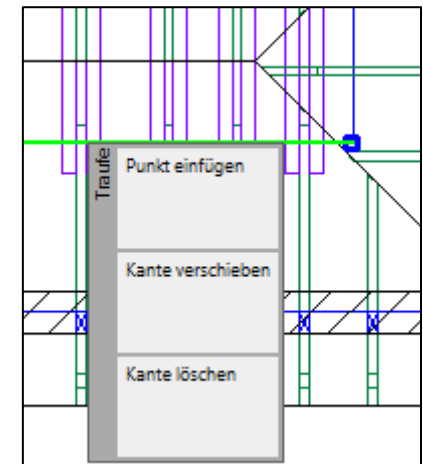 Traufe
Punkt einfügen
Kante verschieben
Kante löschen